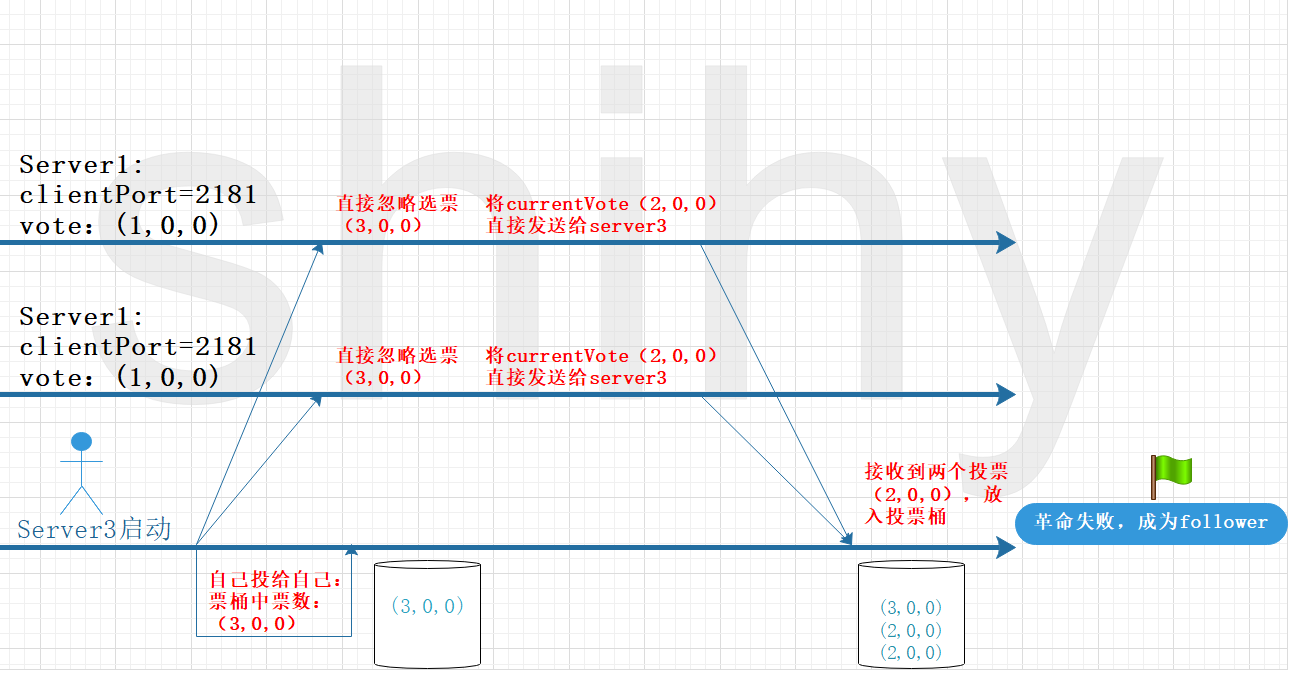 shihy
Server1:
clientPort=2181
vote: (1,0,0)
直接忽略选票
（3,0,0）
将currentVote（2,0,0）
直接发送给server3
Server1:
clientPort=2181
vote: (1,0,0)
直接忽略选票
（3,0,0）
将currentVote（2,0,0）
直接发送给server3
Server3启动
接收到两个投票
（2,0,0），放
入投票桶
革命失败，成为follower
自己投给自己：
票桶中票数：
（3,0,0）
(3,0,0)
(3,0,0)
(2,0,0)
(2,0,0)